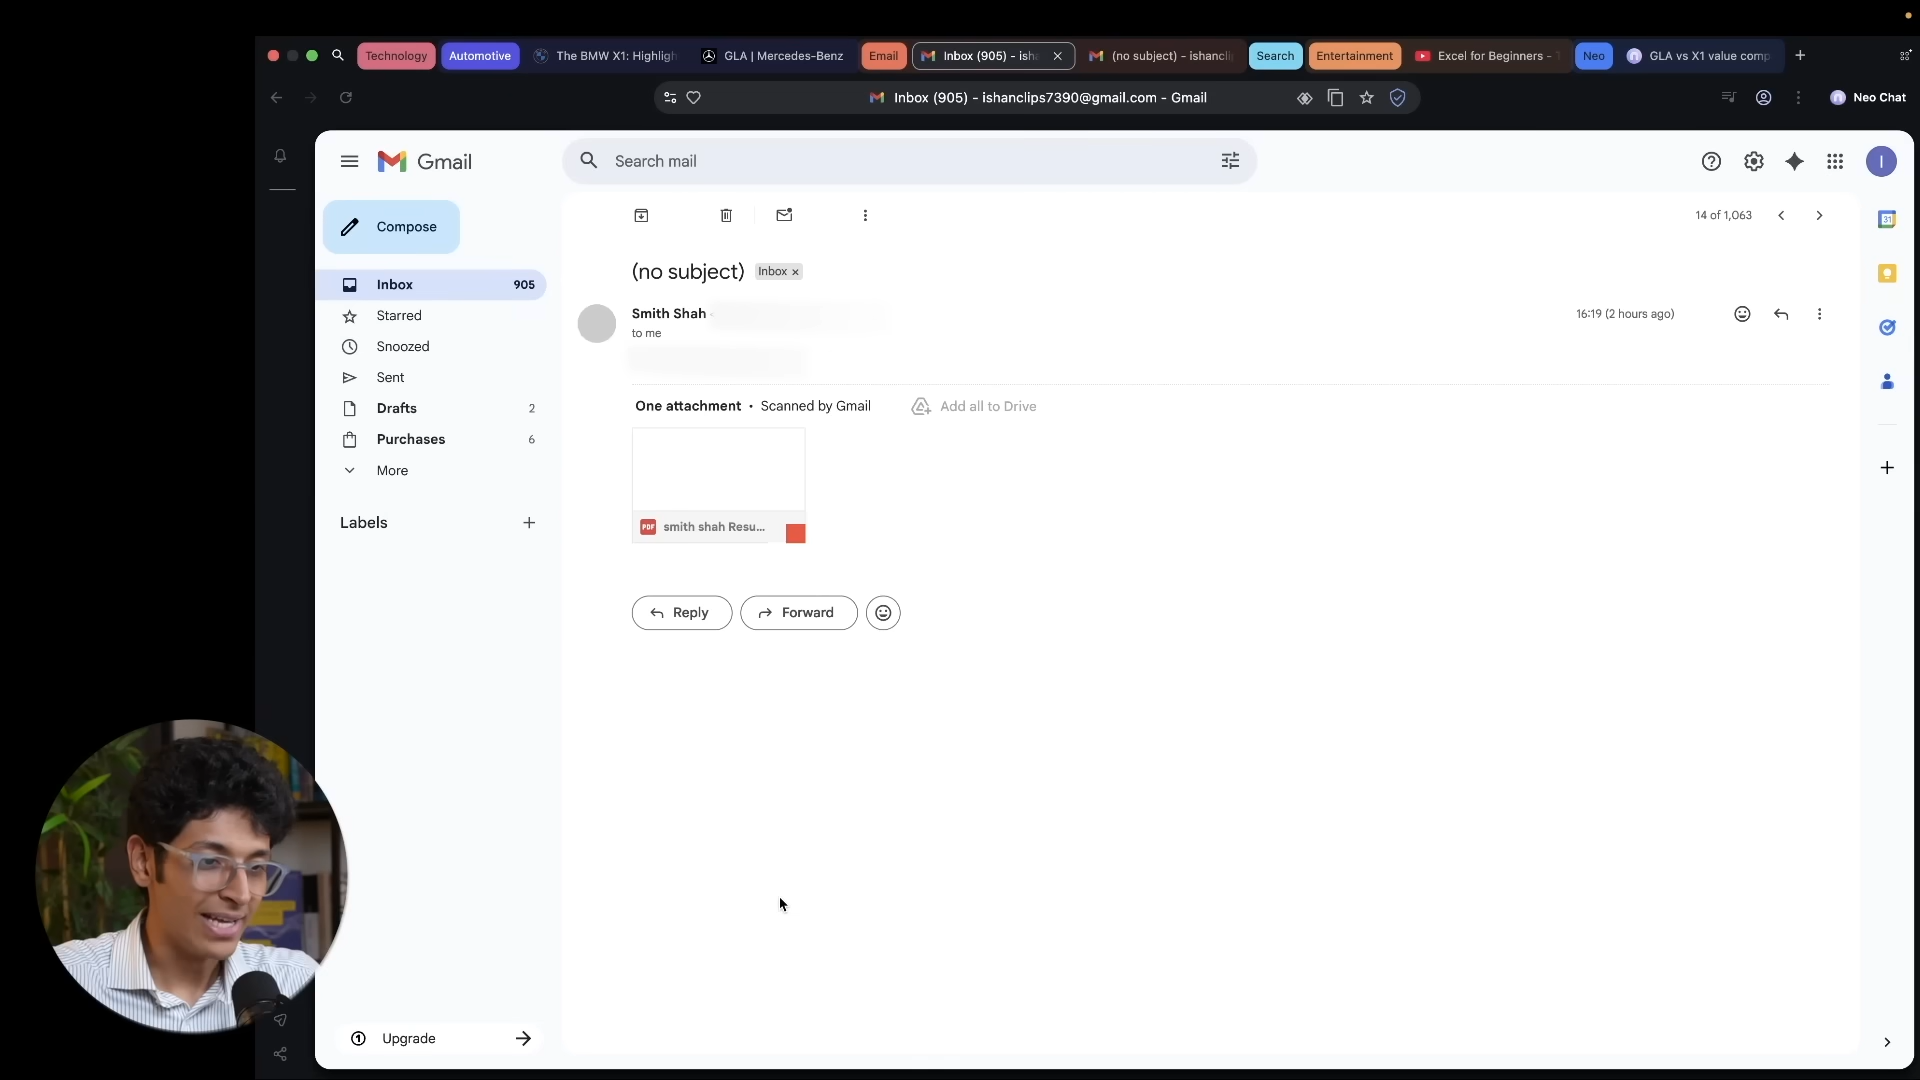 Technology
Automotive
The BMW X1: Highligh
GLA | Mercedes-Benz
Email
Inbox (905) - isha
(no subject) - ishancli
Search
Entertainment
Excel for Beginners -
Neo
GLA vs X1 value comp
Inbox (905) - ishanclips7390@gmail.com - Gmail
Neo Chat
Gmail
Search mail
I
Compose
14 of 1,063
31
(no subject)
Inbox
Inbox
905
Smith Shah
16:19 (2 hours ago)
Starred
to me
Snoozed
Sent
One attachment • Scanned by Gmail
Add all to Drive
Drafts
2
Purchases
6
More
Labels
PDF
smith shah Resu...
Reply
Forward
Upgrade